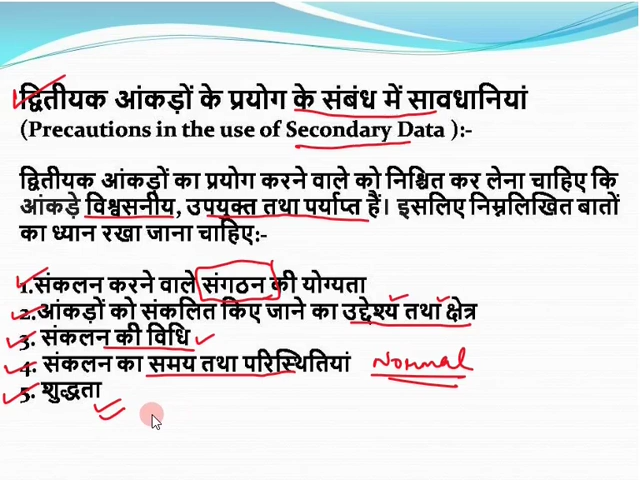 द्वितीयक आंकड़ों के प्रयोग के संबंध में सावधानियां
(Precautions in the use of Secondary Data ):-
द्वितीयक आंकड़ों का प्रयोग करने वाले को निश्चित कर लेना चाहिए कि
आंकड़े विश्वसनीय, उपयुक्त तथा पर्याप्त हैं। इसलिए निम्नलिखित बातों
का ध्यान रखा जाना चाहिए:-
1.संकलन करने वाले संगठन की योग्यता
2.आंकड़ों को संकलित किए जाने का उद्देश्य तथा क्षेत्र
3. संकलन की विधि
4. संकलन का समय तथा परिस्थितियां Normal
5. शुद्धता